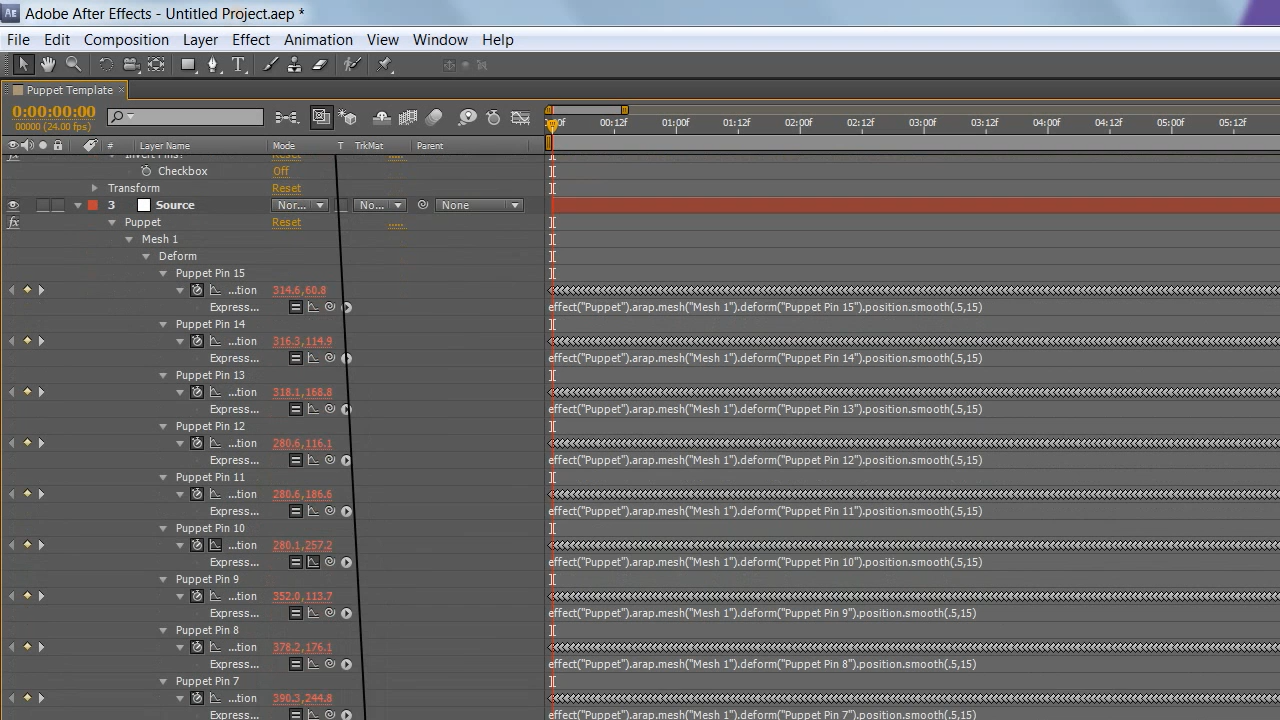 Adobe After Effects - Untitled Project.aep *
File Edit Composition Layer Effect Animation View Window Help
Puppet Template
0:00:00:00
00000 (24.00 fps)
00:12f 01:00f 01:12f 02:00f 02:12f 03:00f 03:12f 04:00f 04:12f 05:00f 05:12f
# Layer Name Mode T TrkMat Parent
Invert Pins? Reset
Checkbox Off
Transform Reset
3 Source Nor... No... None
Puppet Reset
Mesh 1
Deform
Puppet Pin 15
...tion 314.6,60.8
Express... effect("Puppet").arap.mesh("Mesh 1").deform("Puppet Pin 15").position.smooth(.5,15)
Puppet Pin 14
...tion 316.3,114.9
Express... effect("Puppet").arap.mesh("Mesh 1").deform("Puppet Pin 14").position.smooth(.5,15)
Puppet Pin 13
...tion 318.1,168.8
Express... effect("Puppet").arap.mesh("Mesh 1").deform("Puppet Pin 13").position.smooth(.5,15)
Puppet Pin 12
...tion 280.6,116.1
Express... effect("Puppet").arap.mesh("Mesh 1").deform("Puppet Pin 12").position.smooth(.5,15)
Puppet Pin 11
...tion 280.6,186.6
Express... effect("Puppet").arap.mesh("Mesh 1").deform("Puppet Pin 11").position.smooth(.5,15)
Puppet Pin 10
...tion 280.1,257.2
Express... effect("Puppet").arap.mesh("Mesh 1").deform("Puppet Pin 10").position.smooth(.5,15)
Puppet Pin 9
...tion 352.0,113.7
Express... effect("Puppet").arap.mesh("Mesh 1").deform("Puppet Pin 9").position.smooth(.5,15)
Puppet Pin 8
...tion 378.2,176.1
Express... effect("Puppet").arap.mesh("Mesh 1").deform("Puppet Pin 8").position.smooth(.5,15)
Puppet Pin 7
...tion 390.3,244.8
Express... effect("Puppet").arap.mesh("Mesh 1").deform("Puppet Pin 7").position.smooth(.5,15)